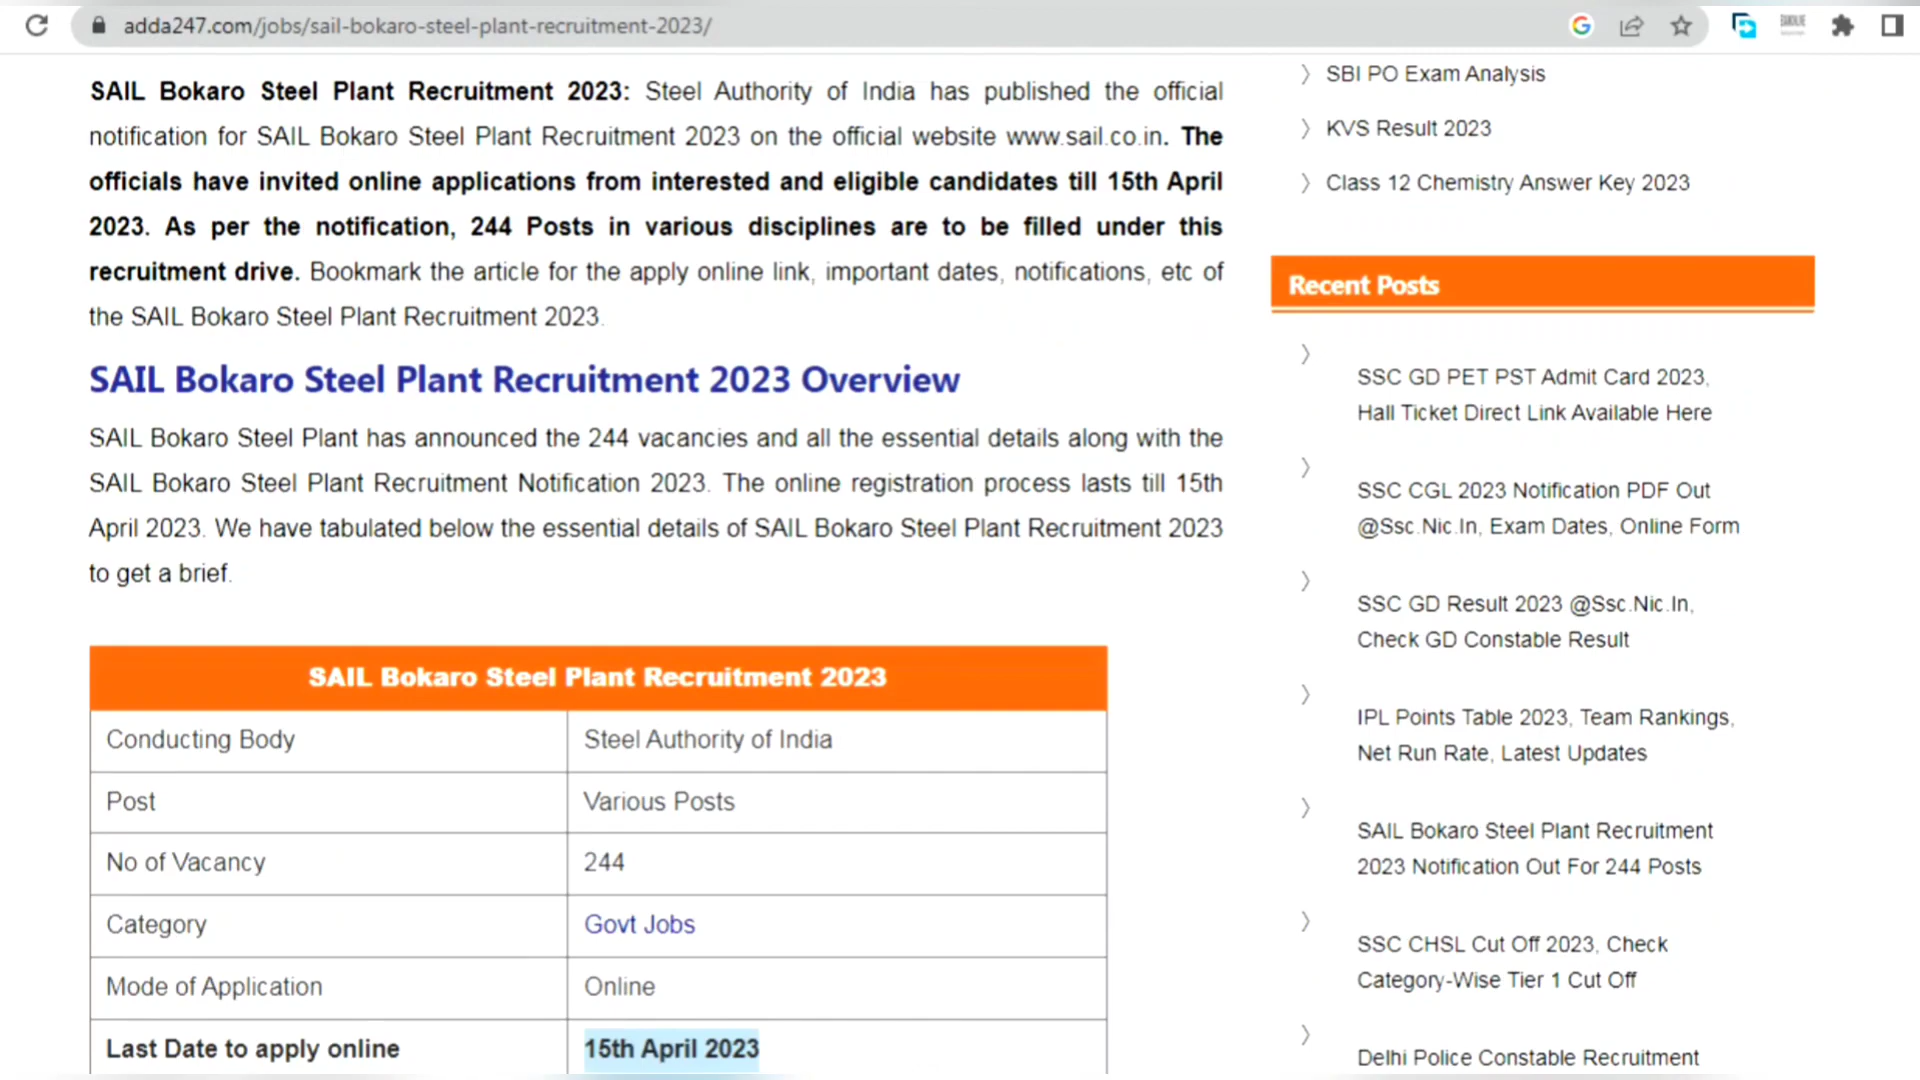 adda247.com/jobs/sail-bokaro-steel-plant-recruitment-2023/
SAIL Bokaro Steel Plant Recruitment 2023: Steel Authority of India has published the official
notification for SAIL Bokaro Steel Plant Recruitment 2023 on the official website www.sail.co.in. The
officials have invited online applications from interested and eligible candidates till 15th April
2023. As per the notification, 244 Posts in various disciplines are to be filled under this
recruitment drive. Bookmark the article for the apply online link, important dates, notifications, etc of
the SAIL Bokaro Steel Plant Recruitment 2023.
SAIL Bokaro Steel Plant Recruitment 2023 Overview
SAIL Bokaro Steel Plant has announced the 244 vacancies and all the essential details along with the
SAIL Bokaro Steel Plant Recruitment Notification 2023. The online registration process lasts till 15th
April 2023. We have tabulated below the essential details of SAIL Bokaro Steel Plant Recruitment 2023
to get a brief.
SAIL Bokaro Steel Plant Recruitment 2023
Conducting Body Steel Authority of India
Post Various Posts
No of Vacancy 244
Category Govt Jobs
Mode of Application Online
Last Date to apply online 15th April 2023
SBI PO Exam Analysis
KVS Result 2023
Class 12 Chemistry Answer Key 2023
Recent Posts
SSC GD PET PST Admit Card 2023,
Hall Ticket Direct Link Available Here
SSC CGL 2023 Notification PDF Out
@Ssc.Nic.In, Exam Dates, Online Form
SSC GD Result 2023 @Ssc.Nic.In,
Check GD Constable Result
IPL Points Table 2023, Team Rankings,
Net Run Rate, Latest Updates
SAIL Bokaro Steel Plant Recruitment
2023 Notification Out For 244 Posts
SSC CHSL Cut Off 2023, Check
Category-Wise Tier 1 Cut Off
Delhi Police Constable Recruitment